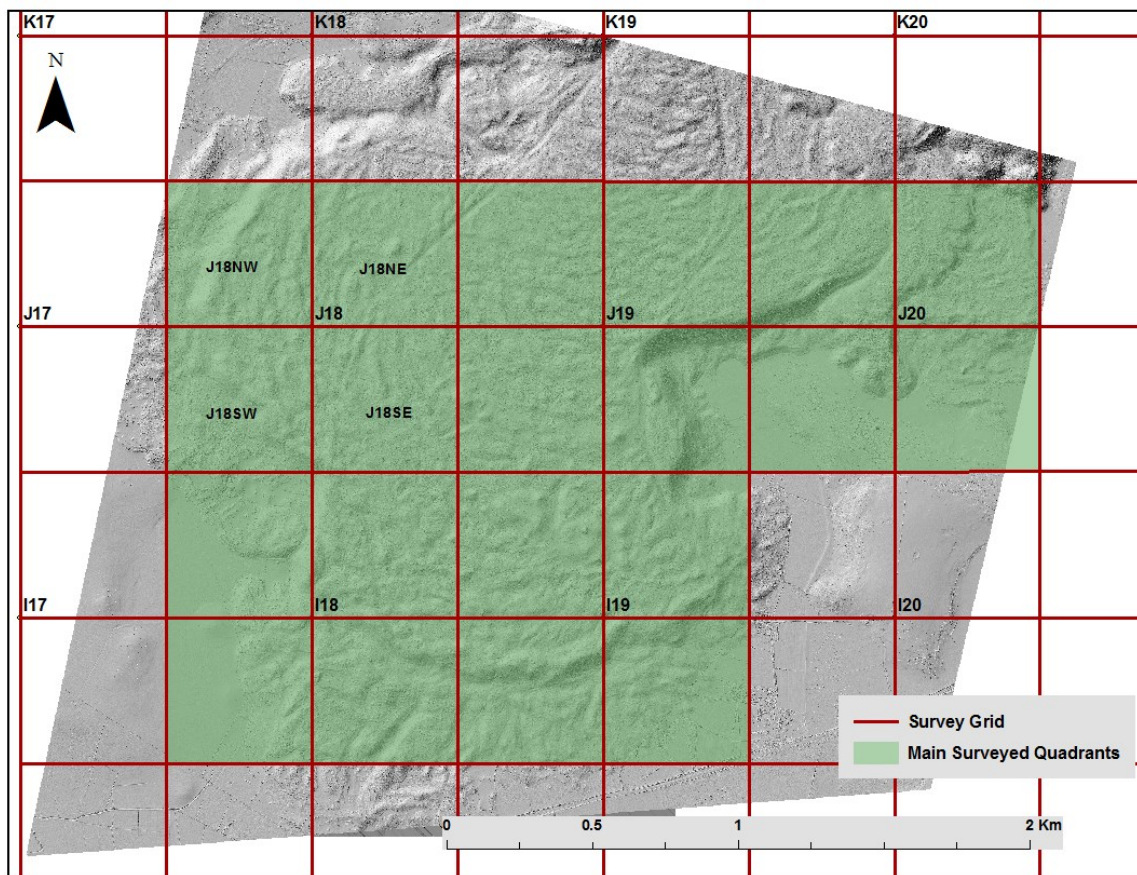 K17 K18 K19 K20
N
J18NW J18NE
J17 J18 J19 J20
J18SW J18SE
I17 I18 I19 I20
Survey Grid
Main Surveyed Quadrants
0 0.5 1 2 Km